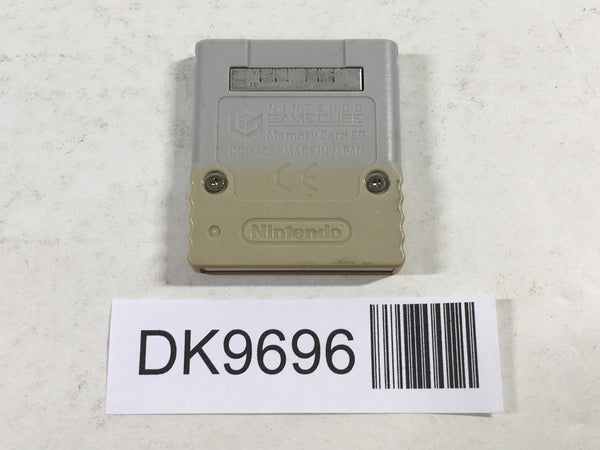 NINTENDO
GAMECUBE
Memory Card 59
DOL-008 MADE IN JAPAN
CE
Nintendo
DK9696